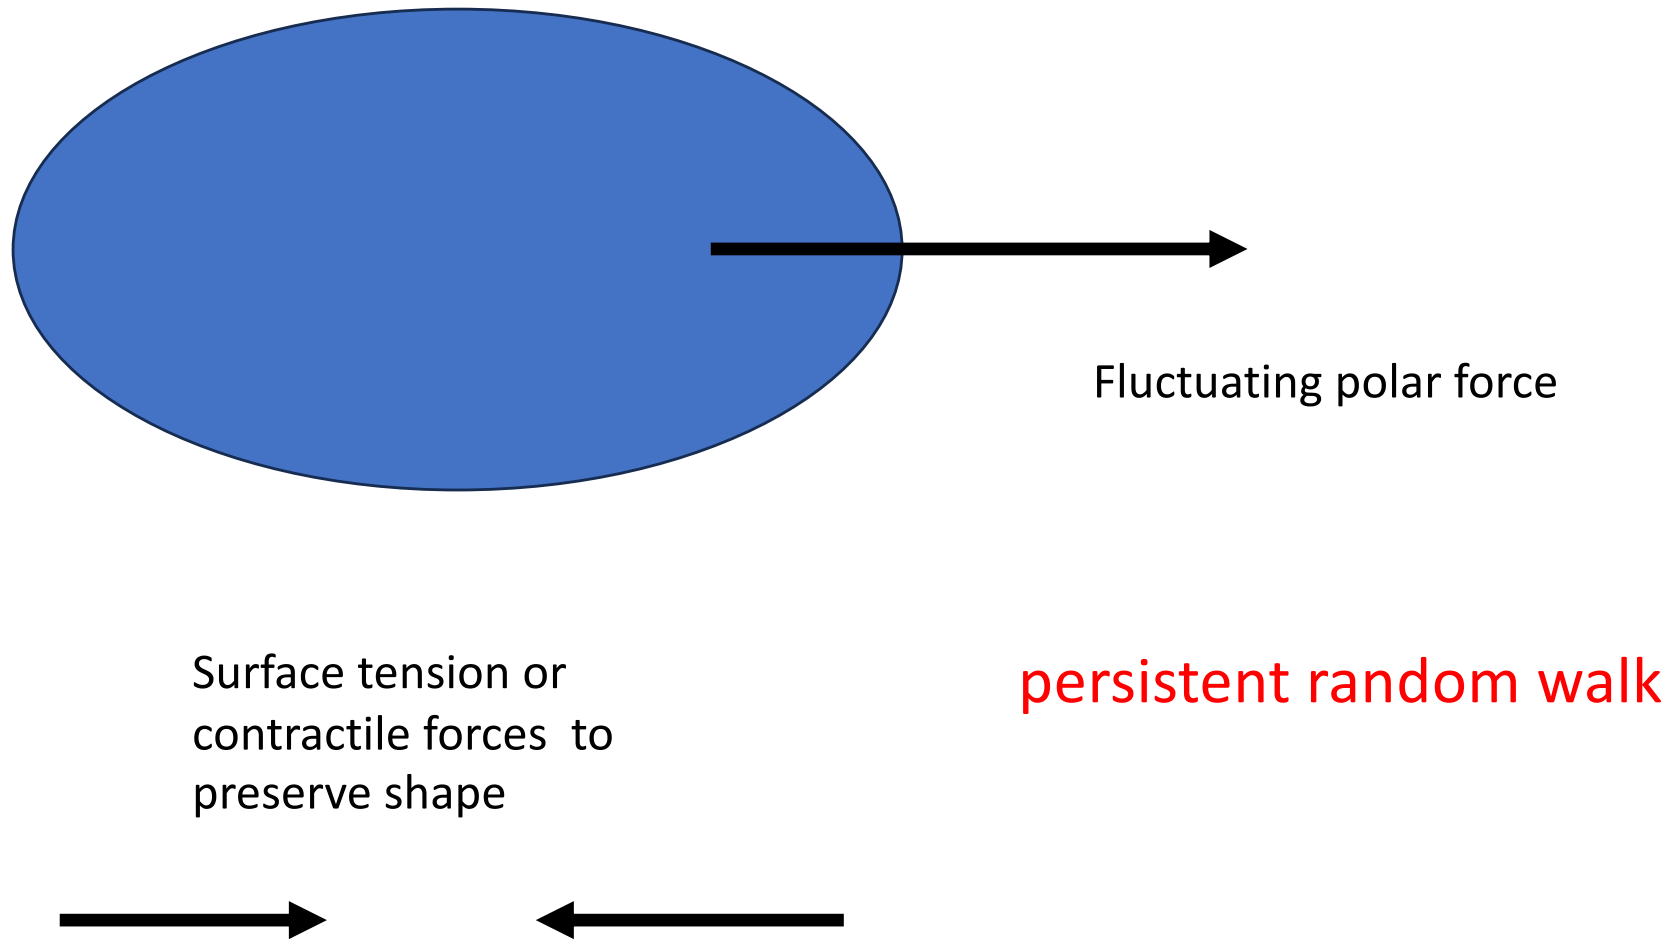 Fluctuating polar force
Surface tension or
contractile forces  to
preserve shape
persistent random walk